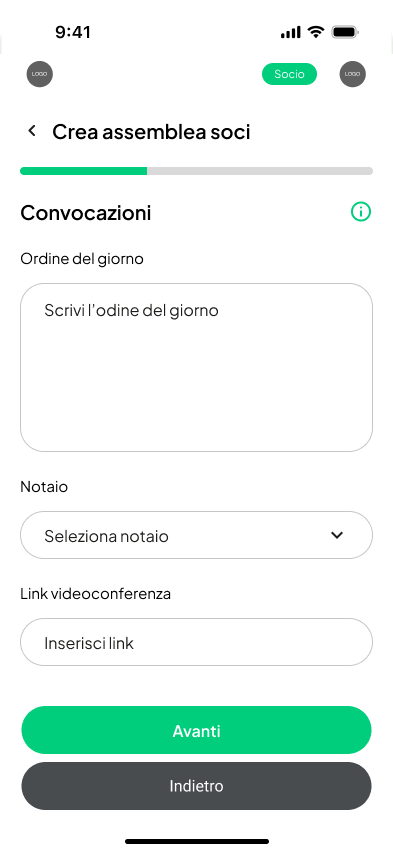 9:41
LOGO
Socio
LOGO
Crea assemblea soci
Convocazioni
Ordine del giorno
Scrivi l'odine del giorno
Notaio
Seleziona notaio
Link videoconferenza
Inserisci link
Avanti
Indietro